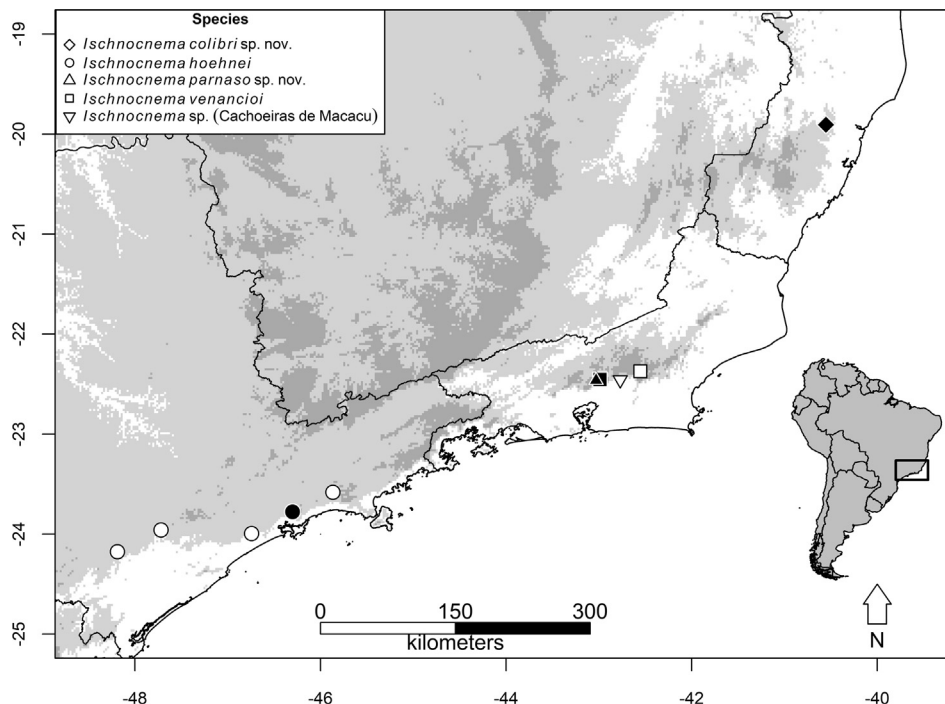 Species
Ischnocnema colibri sp. nov.
Ischnocnema hoehnei
Ischnocnema parnaso sp. nov.
Ischnocnema venancioi
Ischnocnema sp. (Cachoeiras de Macacu)
-19
-20
-21
-22
-23
-24
-25
0 150 300
kilometers
N
-48 -46 -44 -42 -40